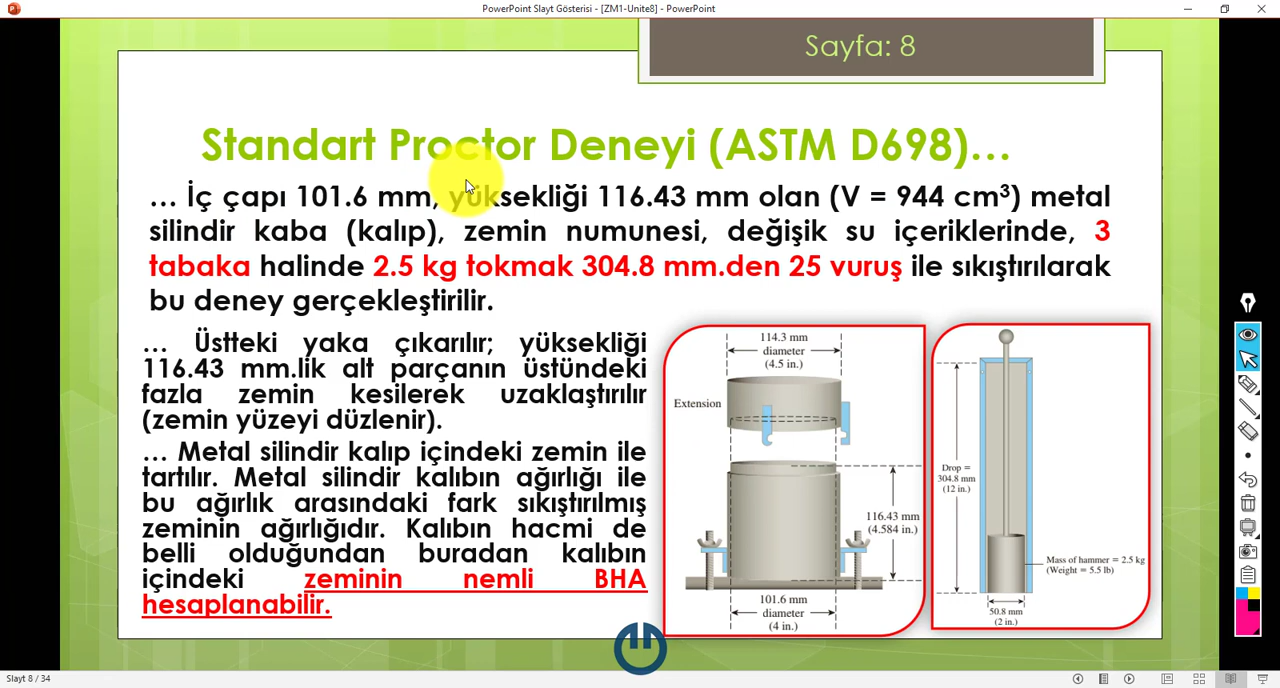 PowerPoint Slayt Gösterisi - [ZM1-Unite8] - PowerPoint
Sayfa: 8
Standart Proctor Deneyi (ASTM D698)…
… İç çapı 101.6 mm, yüksekliği 116.43 mm olan (V = 944 cm³) metal
silindir kaba (kalıp), zemin numunesi, değişik su içeriklerinde, 3
tabaka halinde 2.5 kg tokmak 304.8 mm.den 25 vuruş ile sıkıştırılarak
bu deney gerçekleştirilir.
… Üstteki yaka çıkarılır; yüksekliği
116.43 mm.lik alt parçanın üstündeki
fazla zemin kesilerek uzaklaştırılır
(zemin yüzeyi düzlenir).
… Metal silindir kalıp içindeki zemin ile
tartılır. Metal silindir kalıbın ağırlığı ile
bu ağırlık arasındaki fark sıkıştırılmış
zeminin ağırlığıdır. Kalıbın hacmi de
belli olduğundan buradan kalıbın
içindeki zeminin nemli BHA
hesaplanabilir.
114.3 mm
diameter
(4.5 in.)
Extension
116.43 mm
(4.584 in.)
101.6 mm
diameter
(4 in.)
Drop =
304.8 mm
(12 in.)
Mass of hammer = 2.5 kg
(Weight = 5.5 lb)
50.8 mm
(2 in.)
Slayt 8 / 34